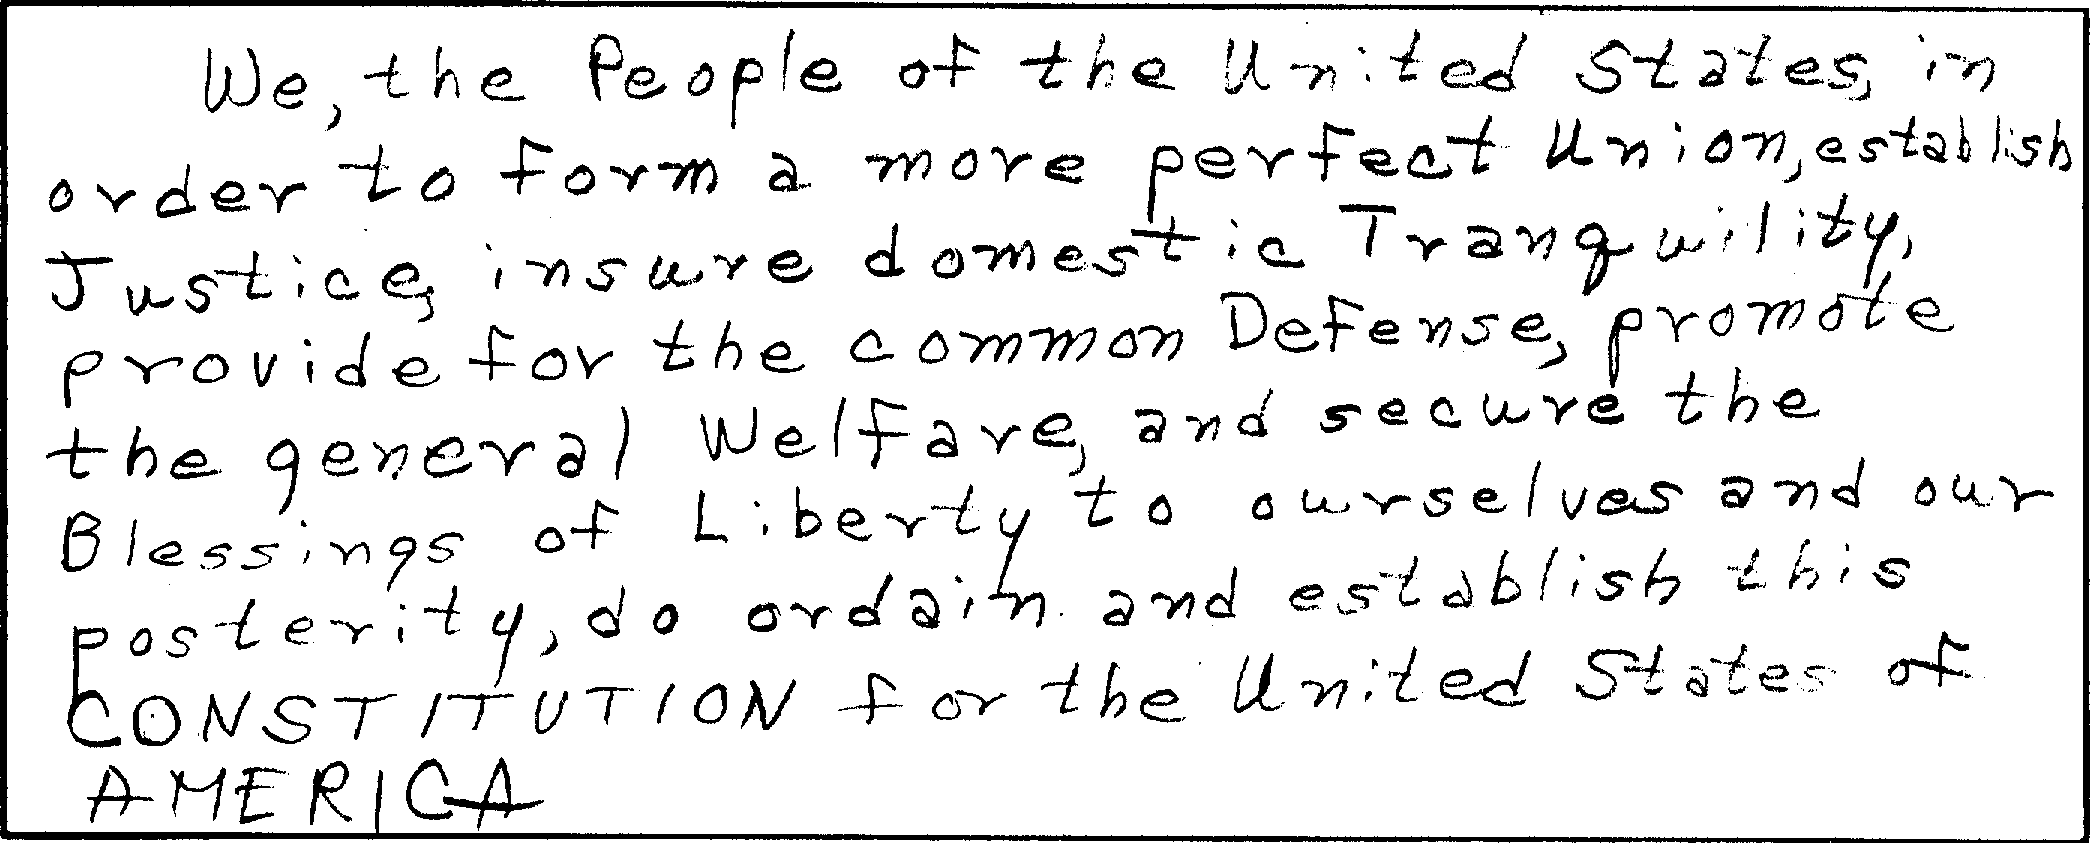 We, the People of the United States, in
order to form a more perfect Union, establish
Justice, insure domestic Tranquility,
provide for the common Defense, promote
the general Welfare, and secure the
Blessings of Liberty to ourselves and our
posterity, do ordain and establish this
CONSTITUTION for the United States of
AMERICA